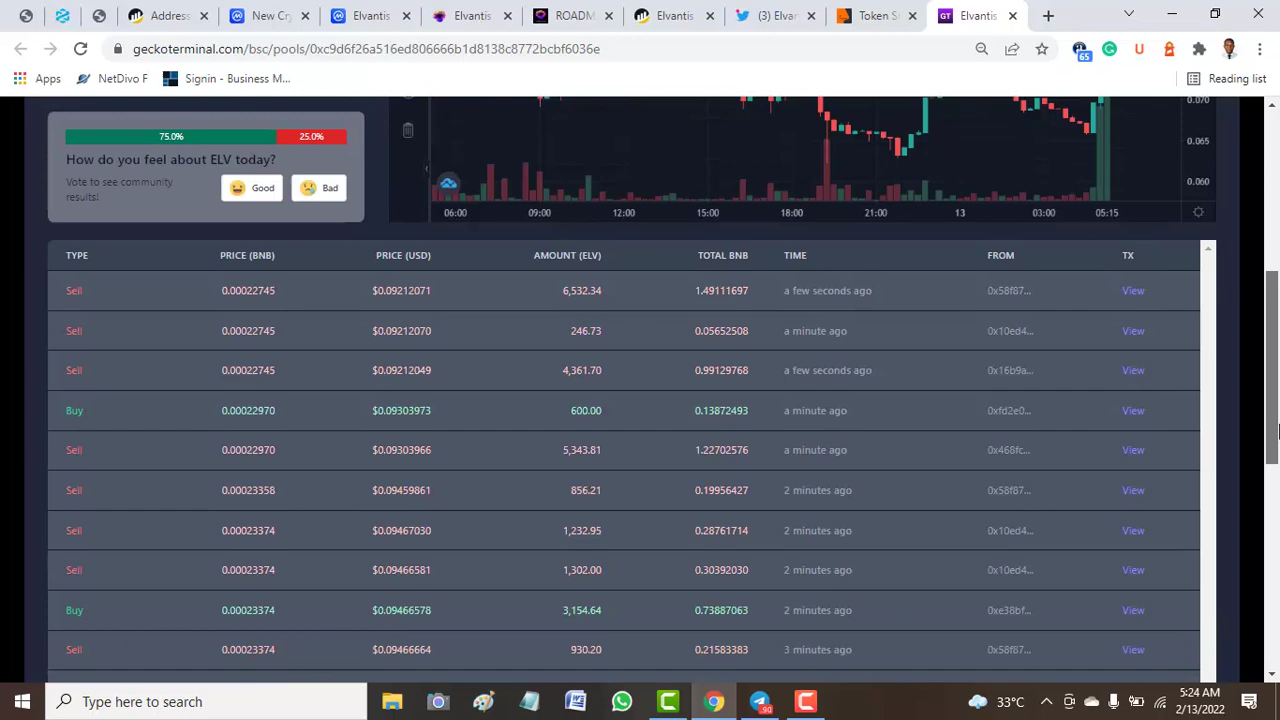 Address
New Cry
Elvantis
Elvantis
ROADM
Elvantis
(3) Elvan
Token S
GT Elvantis
geckoterminal.com/bsc/pools/0xc9d6f26a516ed806666b1d8138c8772bcbf6036e
65
U
Apps NetDivo F Signin - Business M... Reading list
75.0% 25.0%
How do you feel about ELV today?
Vote to see community results!
Good Bad
0.070
0.065
0.060
06:00 09:00 12:00 15:00 18:00 21:00 13 03:00 05:15
TYPE PRICE (BNB) PRICE (USD) AMOUNT (ELV) TOTAL BNB TIME FROM TX
Sell 0.00022745 $0.09212071 6,532.34 1.49111697 a few seconds ago 0x58f87... View
Sell 0.00022745 $0.09212070 246.73 0.05652508 a minute ago 0x10ed4... View
Sell 0.00022745 $0.09212049 4,361.70 0.99129768 a few seconds ago 0x16b9a... View
Buy 0.00022970 $0.09303973 600.00 0.13872493 a minute ago 0xfd2e0... View
Sell 0.00022970 $0.09303966 5,343.81 1.22702576 a minute ago 0x468fc... View
Sell 0.00023358 $0.09459861 856.21 0.19956427 2 minutes ago 0x58f87... View
Sell 0.00023374 $0.09467030 1,232.95 0.28761714 2 minutes ago 0x10ed4... View
Sell 0.00023374 $0.09466581 1,302.00 0.30392030 2 minutes ago 0x10ed4... View
Buy 0.00023374 $0.09466578 3,154.64 0.73887063 2 minutes ago 0xe38bf... View
Sell 0.00023374 $0.09466664 930.20 0.21583383 3 minutes ago 0x58f87... View
Type here to search
90
33°C
5:24 AM
2/13/2022